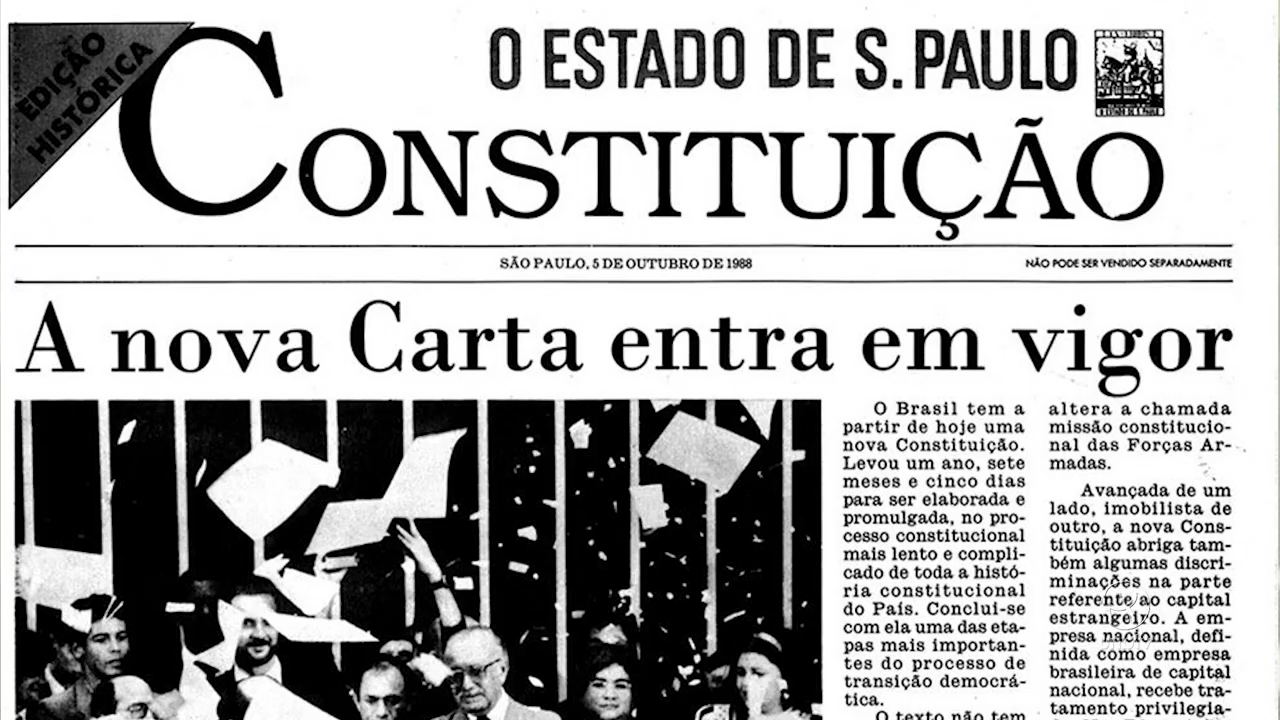 EDIÇÃO
HISTÓRICA
O ESTADO DE S. PAULO
CONSTITUIÇÃO
SÃO PAULO, 5 DE OUTUBRO DE 1988
NÃO PODE SER VENDIDO SEPARADAMENTE
A nova Carta entra em vigor
O Brasil tem a
partir de hoje uma
nova Constituição.
Levou um ano, sete
meses e cinco dias
para ser elaborada e
promulgada, no pro-
cesso constitucional
mais lento e compli-
cado de toda a histó-
ria constitucional
do País. Conclui-se
com ela uma das eta-
pas mais importan-
tes do processo de
transição democrá-
tica.
O texto não tem
altera a chamada
missão constitucio-
nal das Forças Ar-
madas.
Avançada de um
lado, imobilista de
outro, a nova Cons-
tituição abriga tam-
bém algumas discri-
minações na parte
referente ao capital
estrangeiro. A em-
presa nacional, defi-
nida como empresa
brasileira de capital
nacional, recebe tra-
tamento privilegia-